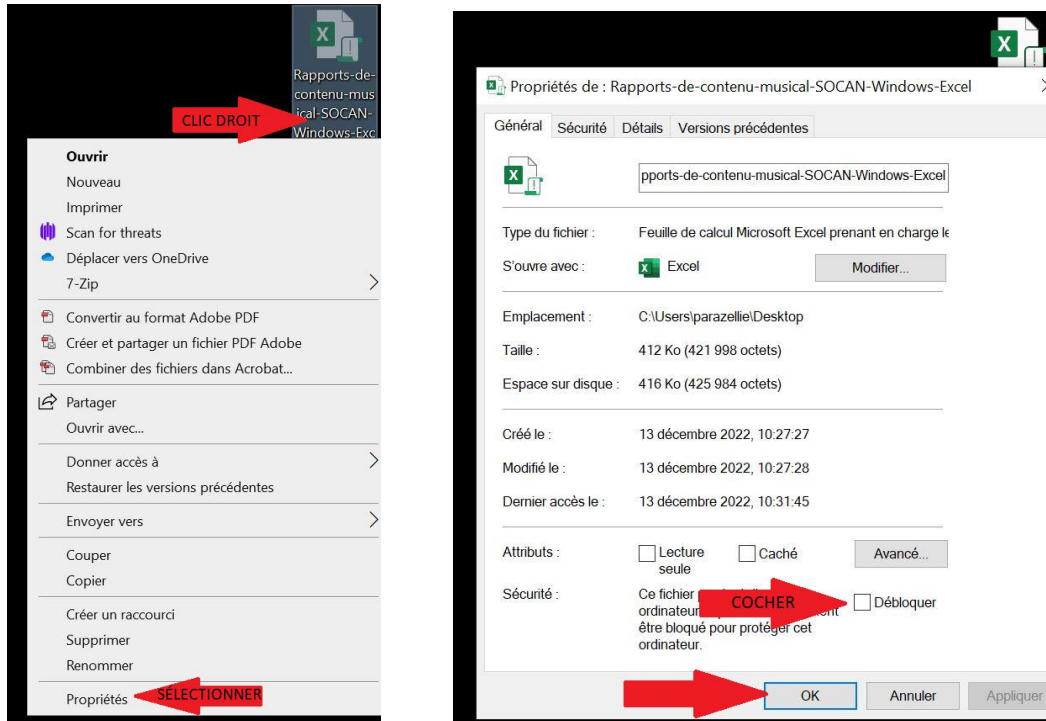 Rapports-de-
contenu-mus
ical-SOCAN-
Windows-Exc
CLIC DROIT
Ouvrir
Nouveau
Imprimer
Scan for threats
Déplacer vers OneDrive
7-Zip
Convertir au format Adobe PDF
Créer et partager un fichier PDF Adobe
Combiner des fichiers dans Acrobat...
Partager
Ouvrir avec...
Donner accès à
Restaurer les versions précédentes
Envoyer vers
Couper
Copier
Créer un raccourci
Supprimer
Renommer
Propriétés SÉLECTIONNER
Propriétés de : Rapports-de-contenu-musical-SOCAN-Windows-Excel
Général Sécurité Détails Versions précédentes
pports-de-contenu-musical-SOCAN-Windows-Excel
Type du fichier : Feuille de calcul Microsoft Excel prenant en charge le
S'ouvre avec : Excel Modifier...
Emplacement : C:\Users\parazellie\Desktop
Taille : 412 Ko (421 998 octets)
Espace sur disque : 416 Ko (425 984 octets)
Créé le : 13 décembre 2022, 10:27:27
Modifié le : 13 décembre 2022, 10:27:28
Dernier accès le : 13 décembre 2022, 10:31:45
Attributs : Lecture seule Caché Avancé...
Sécurité : Ce fichier
ordinateur
être bloqué pour protéger cet
ordinateur.
COCHER Débloquer
OK Annuler Appliquer